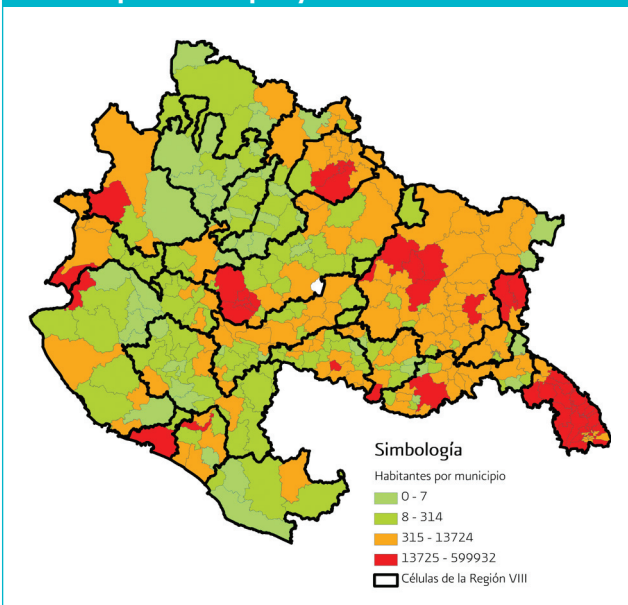 Simbología
Habitantes por municipio
0 - 7
8 - 314
315 - 13724
13725 - 599932
Células de la Región VIII